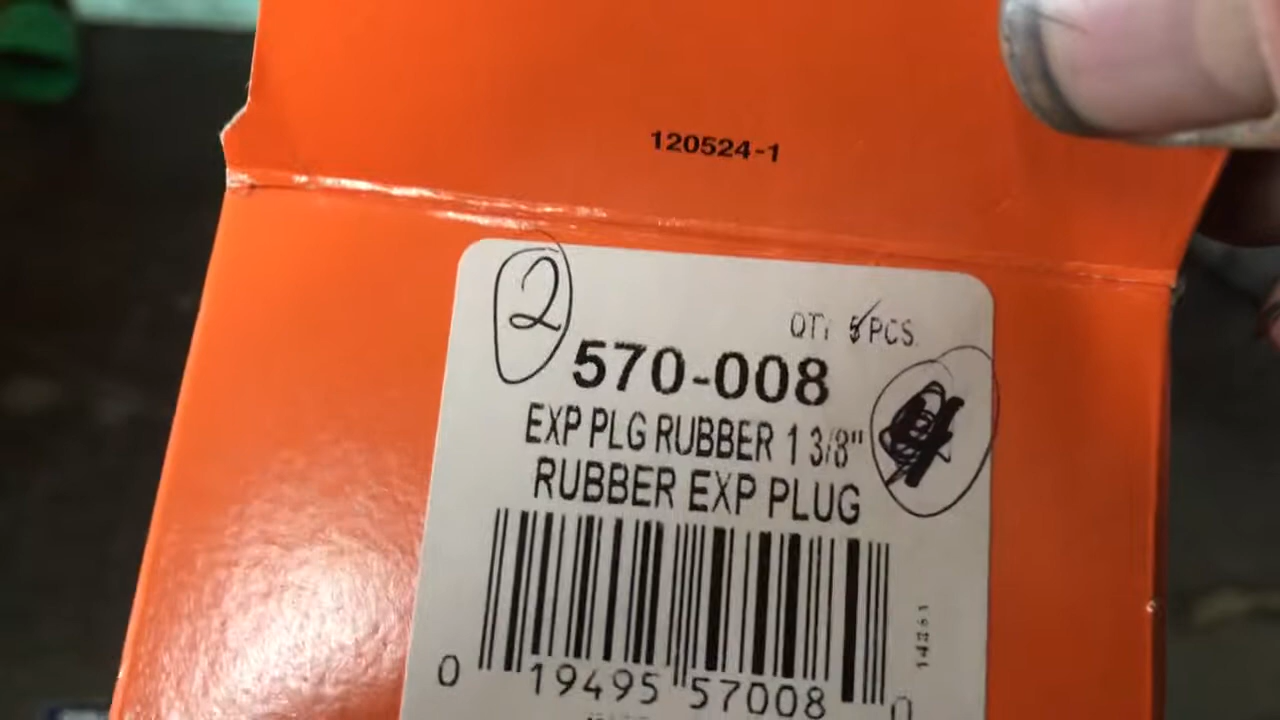 120524-1
2
QTY 5 PCS.
570-008
EXP PLG RUBBER 1 3/8"
RUBBER EXP PLUG
14361
0 19495 57008 0